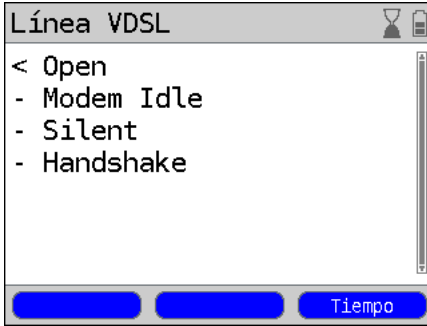 Línea VDSL
< Open
- Modem Idle
- Silent
- Handshake
Tiempo